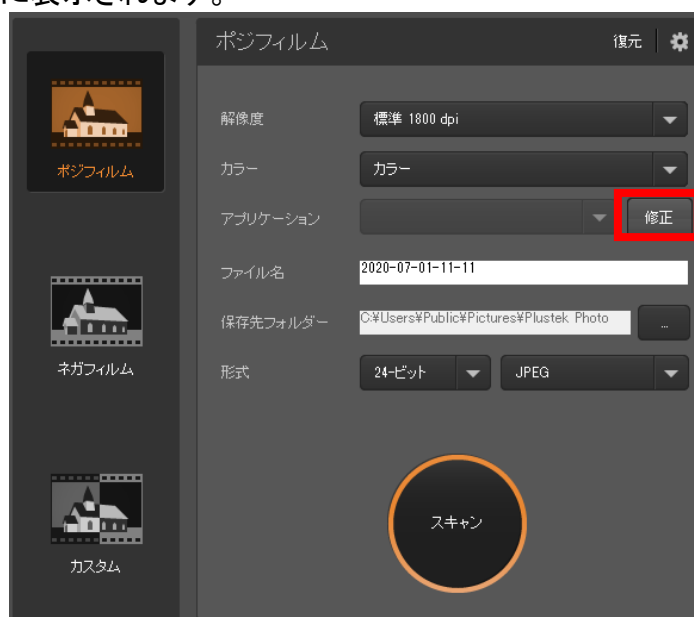 に表示されます。
ポジフィルム 復元
解像度 標準 1800 dpi
ポジフィルム
カラー カラー
アプリケーション 修正
ファイル名 2020-07-01-11-11
保存先フォルダー C:¥Users¥Public¥Pictures¥Plustek Photo ...
ネガフィルム
形式 24-ビット JPEG
スキャン
カスタム